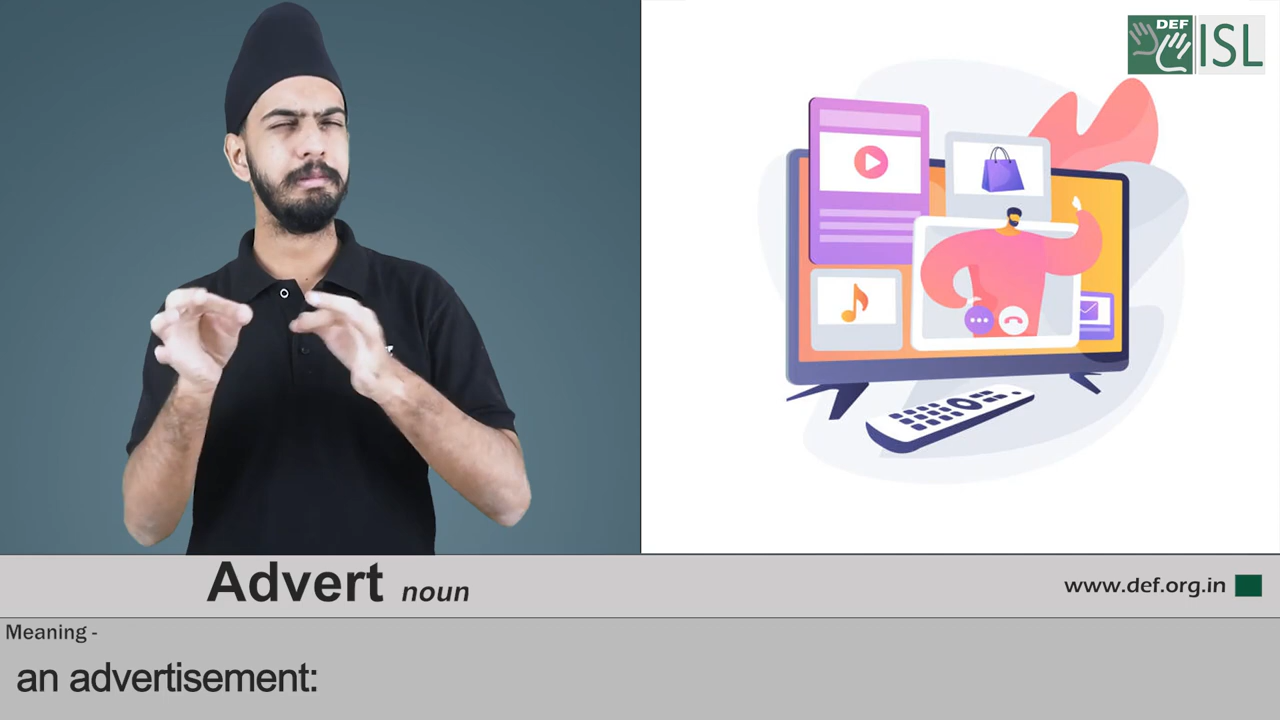 DEF
ISL
Advert noun
www.def.org.in
Meaning -
an advertisement: